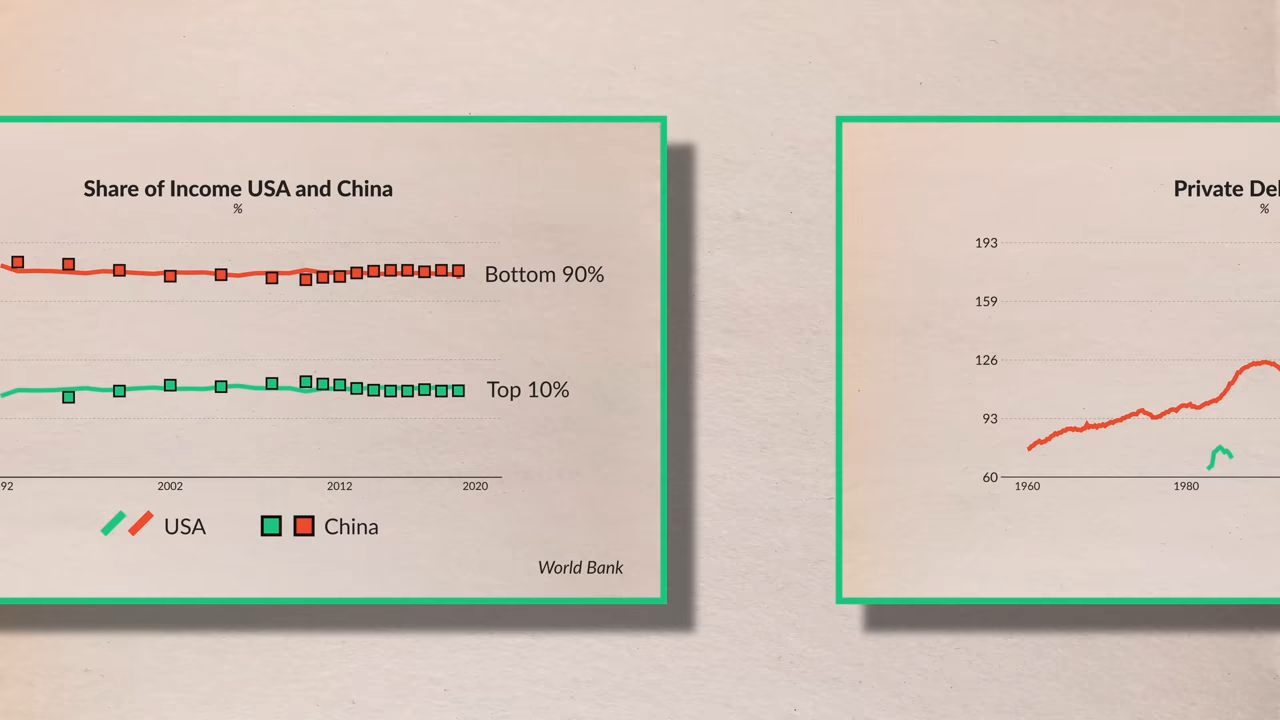 Share of Income USA and China
%
Bottom 90%
Top 10%
92
2002
2012
2020
USA
China
World Bank
Private De
%
193
159
126
93
60
1960
1980